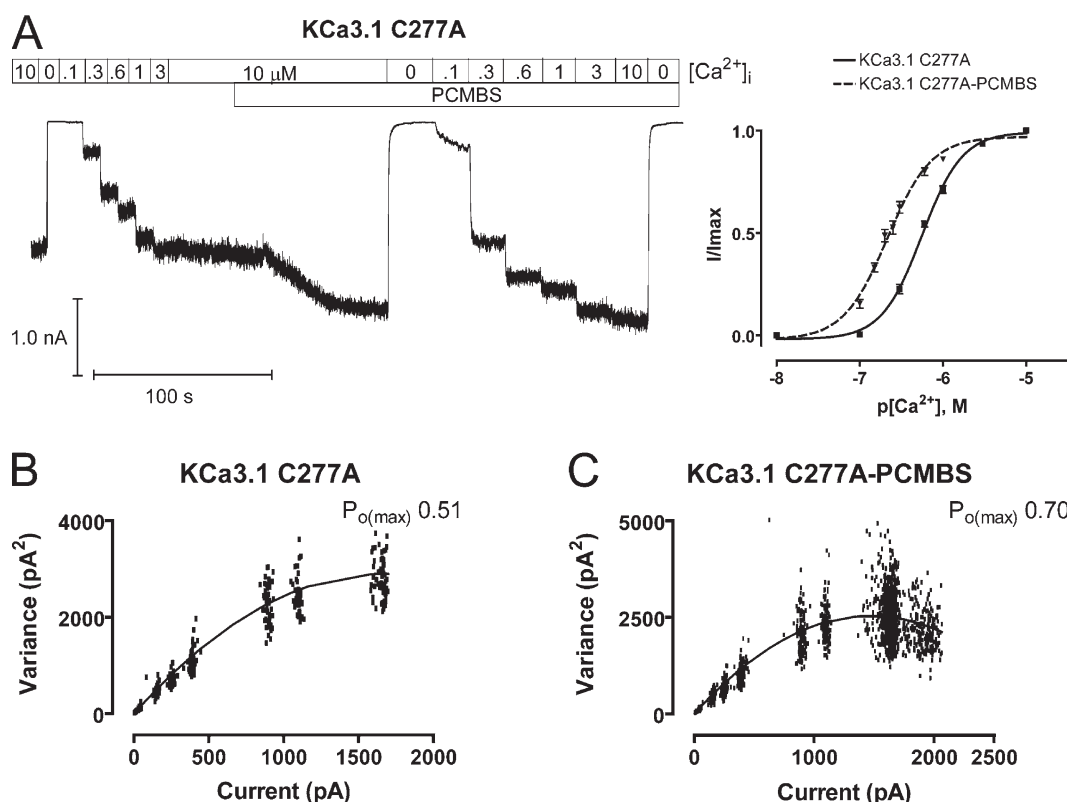 A
KCa3.1 C277A
10 0 .1 .3 .6 1 3 10 µM 0 .1 .3 .6 1 3 10 0 [Ca²⁺]i
PCMBS
1.0 nA
100 s
KCa3.1 C277A
KCa3.1 C277A-PCMBS
I/Imax
1.0
0.5
0.0
-8 -7 -6 -5
p[Ca²⁺], M
B
KCa3.1 C277A
Po(max) 0.51
Variance (pA²)
4000
2000
0
0 500 1000 1500 2000
Current (pA)
C
KCa3.1 C277A-PCMBS
Po(max) 0.70
Variance (pA²)
5000
2500
0
0 1000 2000 2500
Current (pA)